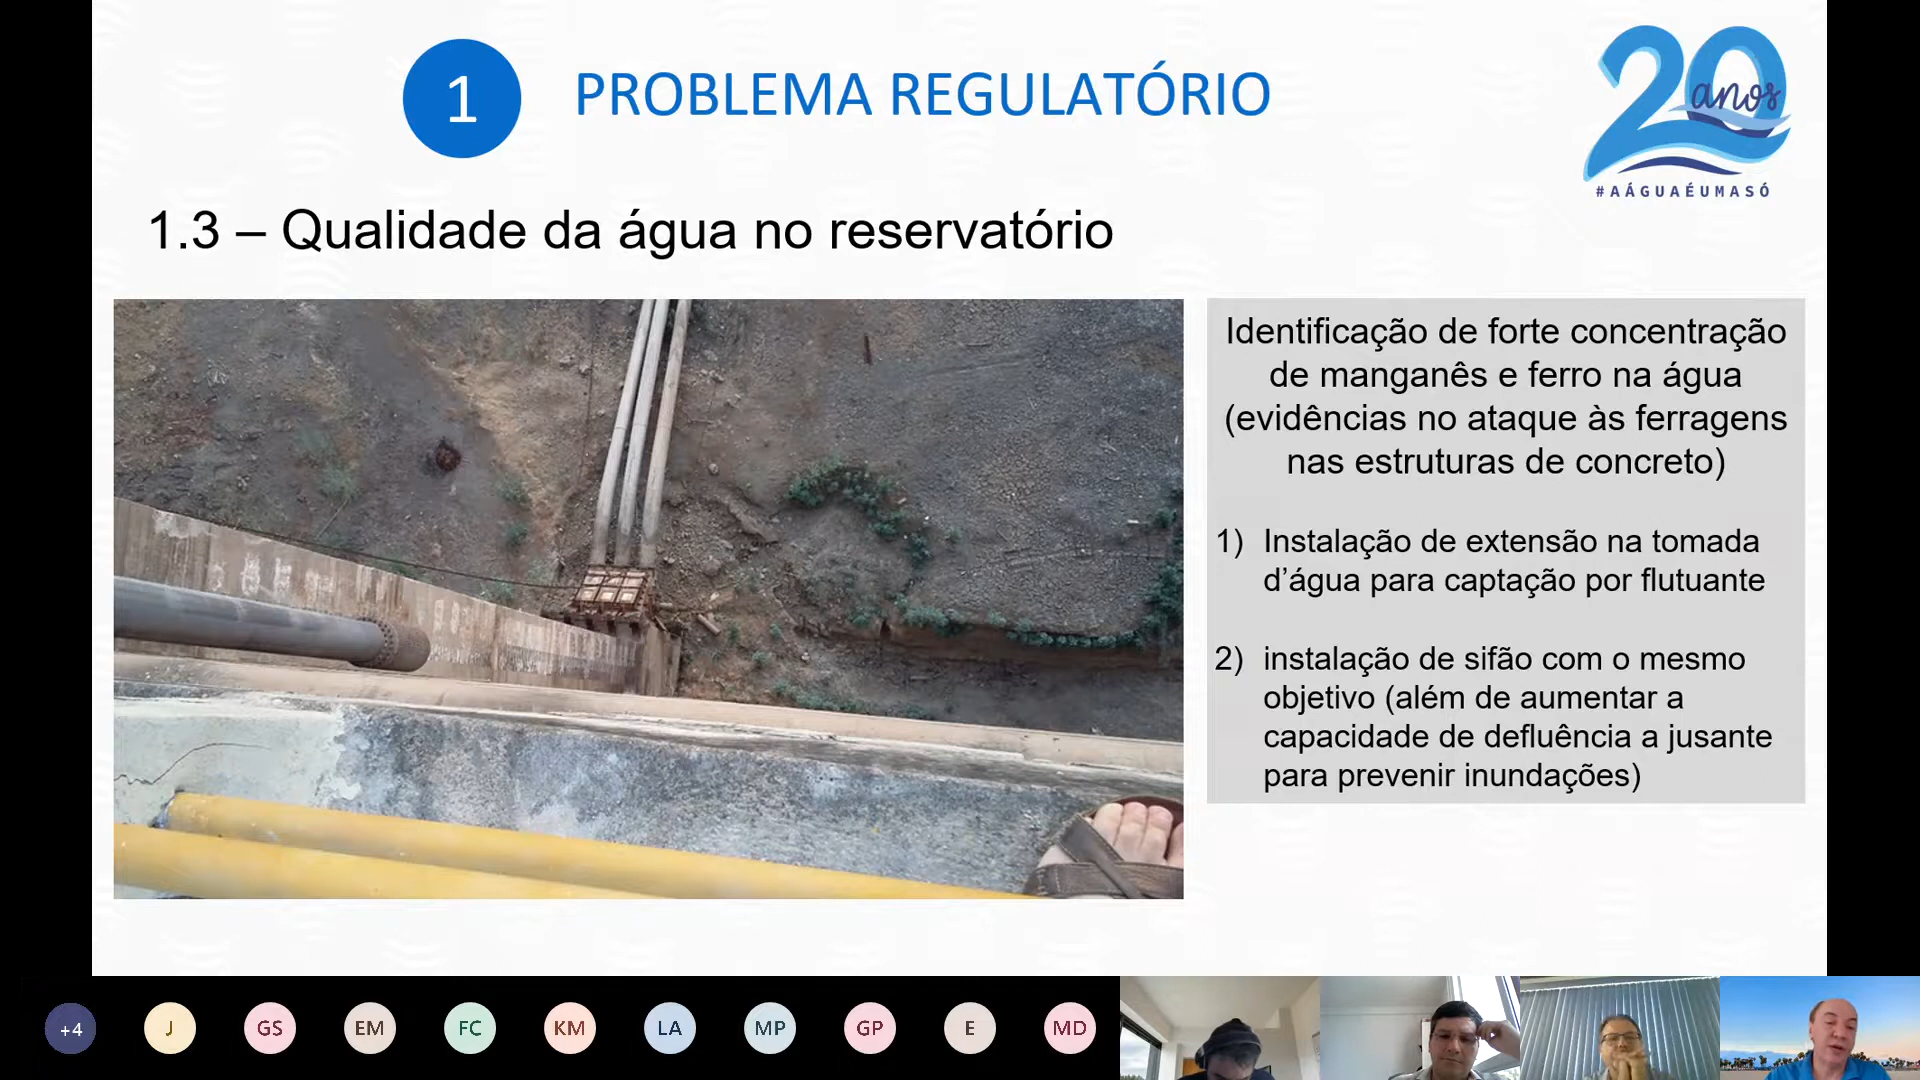 1
PROBLEMA REGULATÓRIO
20
anos
#AÁGUAÉUMASÓ
1.3 – Qualidade da água no reservatório
Identificação de forte concentração
de manganês e ferro na água
(evidências no ataque às ferragens
nas estruturas de concreto)
1) Instalação de extensão na tomada
d’água para captação por flutuante
2) instalação de sifão com o mesmo
objetivo (além de aumentar a
capacidade de defluência a jusante
para prevenir inundações)
+4 J GS EM FC KM LA MP GP E MD